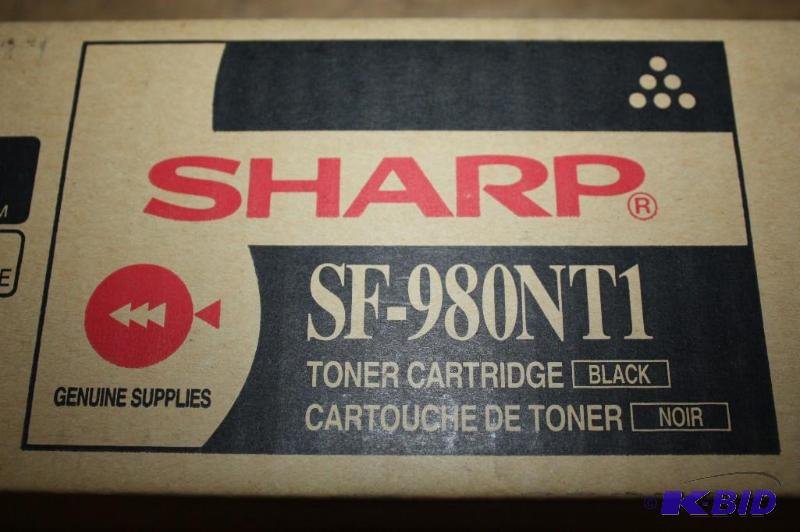 SHARP®
M
E
SF-980NT1
TONER CARTRIDGE BLACK
CARTOUCHE DE TONER NOIR
GENUINE SUPPLIES
© K-BID